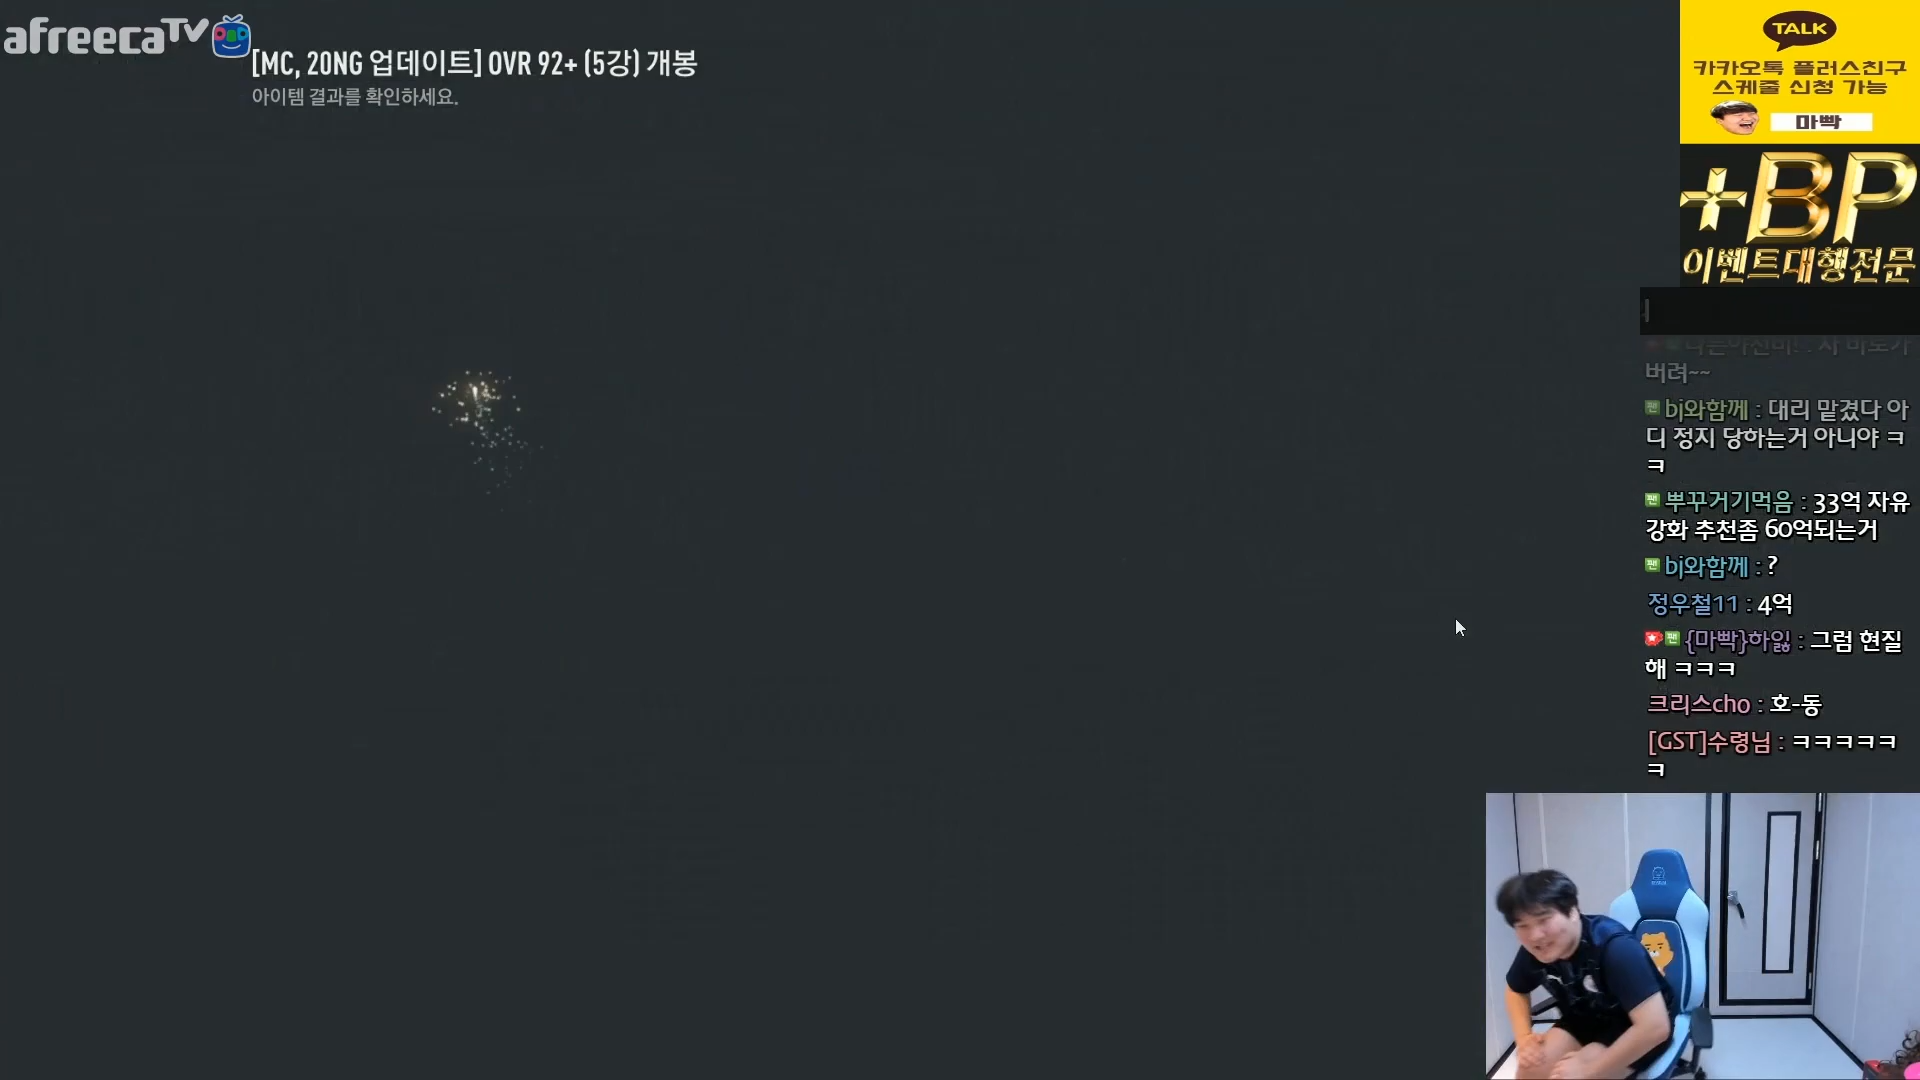 afreecaTV
[MC, 20NG 업데이트] OVR 92+ (5강) 개봉
아이템 결과를 확인하세요.
TALK
카카오톡 플러스친구
스케줄 신청 가능
마빡
+BP
이벤트대행전문
버려~~
bj와함께 : 대리 맡겼다 아
디 정지 당하는거 아니야 ㅋ
ㅋ
뿌꾸거기먹음 : 33억 자유
강화 추천좀 60억되는거
bj와함께 : ?
정우철11 : 4억
{마빡}하잃 : 그럼 현질
해 ㅋㅋㅋ
크리스cho : 호-동
[GST]수령님 : ㅋㅋㅋㅋㅋ
ㅋ